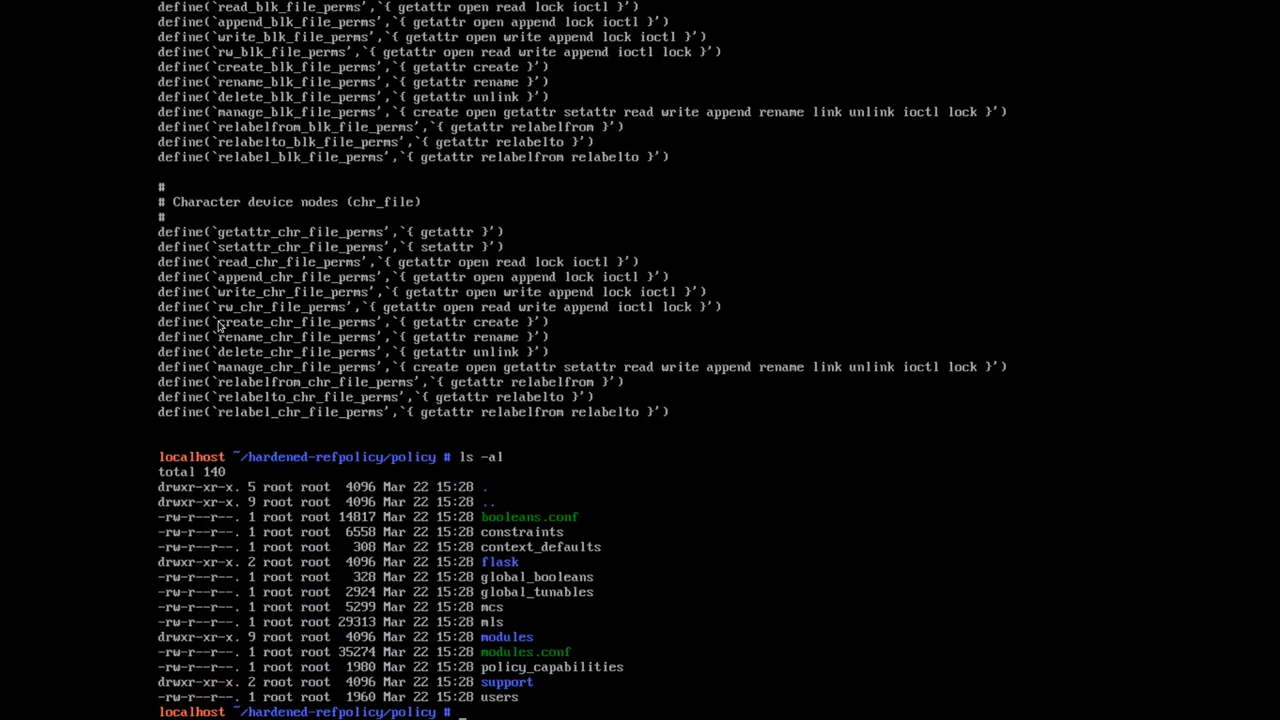 define(`read_blk_file_perms',`{ getattr open read lock ioctl }')
define(`append_blk_file_perms',`{ getattr open append lock ioctl }')
define(`write_blk_file_perms',`{ getattr open write append lock ioctl }')
define(`rw_blk_file_perms',`{ getattr open read write append ioctl lock }')
define(`create_blk_file_perms',`{ getattr create }')
define(`rename_blk_file_perms',`{ getattr rename }')
define(`delete_blk_file_perms',`{ getattr unlink }')
define(`manage_blk_file_perms',`{ create open getattr setattr read write append rename link unlink ioctl lock }')
define(`relabelfrom_blk_file_perms',`{ getattr relabelfrom }')
define(`relabelto_blk_file_perms',`{ getattr relabelto }')
define(`relabel_blk_file_perms',`{ getattr relabelfrom relabelto }')
#
# Character device nodes (chr_file)
#
define(`getattr_chr_file_perms',`{ getattr }')
define(`setattr_chr_file_perms',`{ setattr }')
define(`read_chr_file_perms',`{ getattr open read lock ioctl }')
define(`append_chr_file_perms',`{ getattr open append lock ioctl }')
define(`write_chr_file_perms',`{ getattr open write append lock ioctl }')
define(`rw_chr_file_perms',`{ getattr open read write append ioctl lock }')
define(`create_chr_file_perms',`{ getattr create }')
define(`rename_chr_file_perms',`{ getattr rename }')
define(`delete_chr_file_perms',`{ getattr unlink }')
define(`manage_chr_file_perms',`{ create open getattr setattr read write append rename link unlink ioctl lock }')
define(`relabelfrom_chr_file_perms',`{ getattr relabelfrom }')
define(`relabelto_chr_file_perms',`{ getattr relabelto }')
define(`relabel_chr_file_perms',`{ getattr relabelfrom relabelto }')
localhost ~/hardened-refpolicy/policy # ls -al
total 140
drwxr-xr-x. 5 root root  4096 Mar 22 15:28 .
drwxr-xr-x. 9 root root  4096 Mar 22 15:28 ..
-rw-r--r--. 1 root root 14817 Mar 22 15:28 booleans.conf
-rw-r--r--. 1 root root  6558 Mar 22 15:28 constraints
-rw-r--r--. 1 root root   308 Mar 22 15:28 context_defaults
drwxr-xr-x. 2 root root  4096 Mar 22 15:28 flask
-rw-r--r--. 1 root root   328 Mar 22 15:28 global_booleans
-rw-r--r--. 1 root root  2924 Mar 22 15:28 global_tunables
-rw-r--r--. 1 root root  5299 Mar 22 15:28 mcs
-rw-r--r--. 1 root root 29313 Mar 22 15:28 mls
drwxr-xr-x. 9 root root  4096 Mar 22 15:28 modules
-rw-r--r--. 1 root root 35274 Mar 22 15:28 modules.conf
-rw-r--r--. 1 root root  1980 Mar 22 15:28 policy_capabilities
drwxr-xr-x. 2 root root  4096 Mar 22 15:28 support
-rw-r--r--. 1 root root  1960 Mar 22 15:28 users
localhost ~/hardened-refpolicy/policy # _